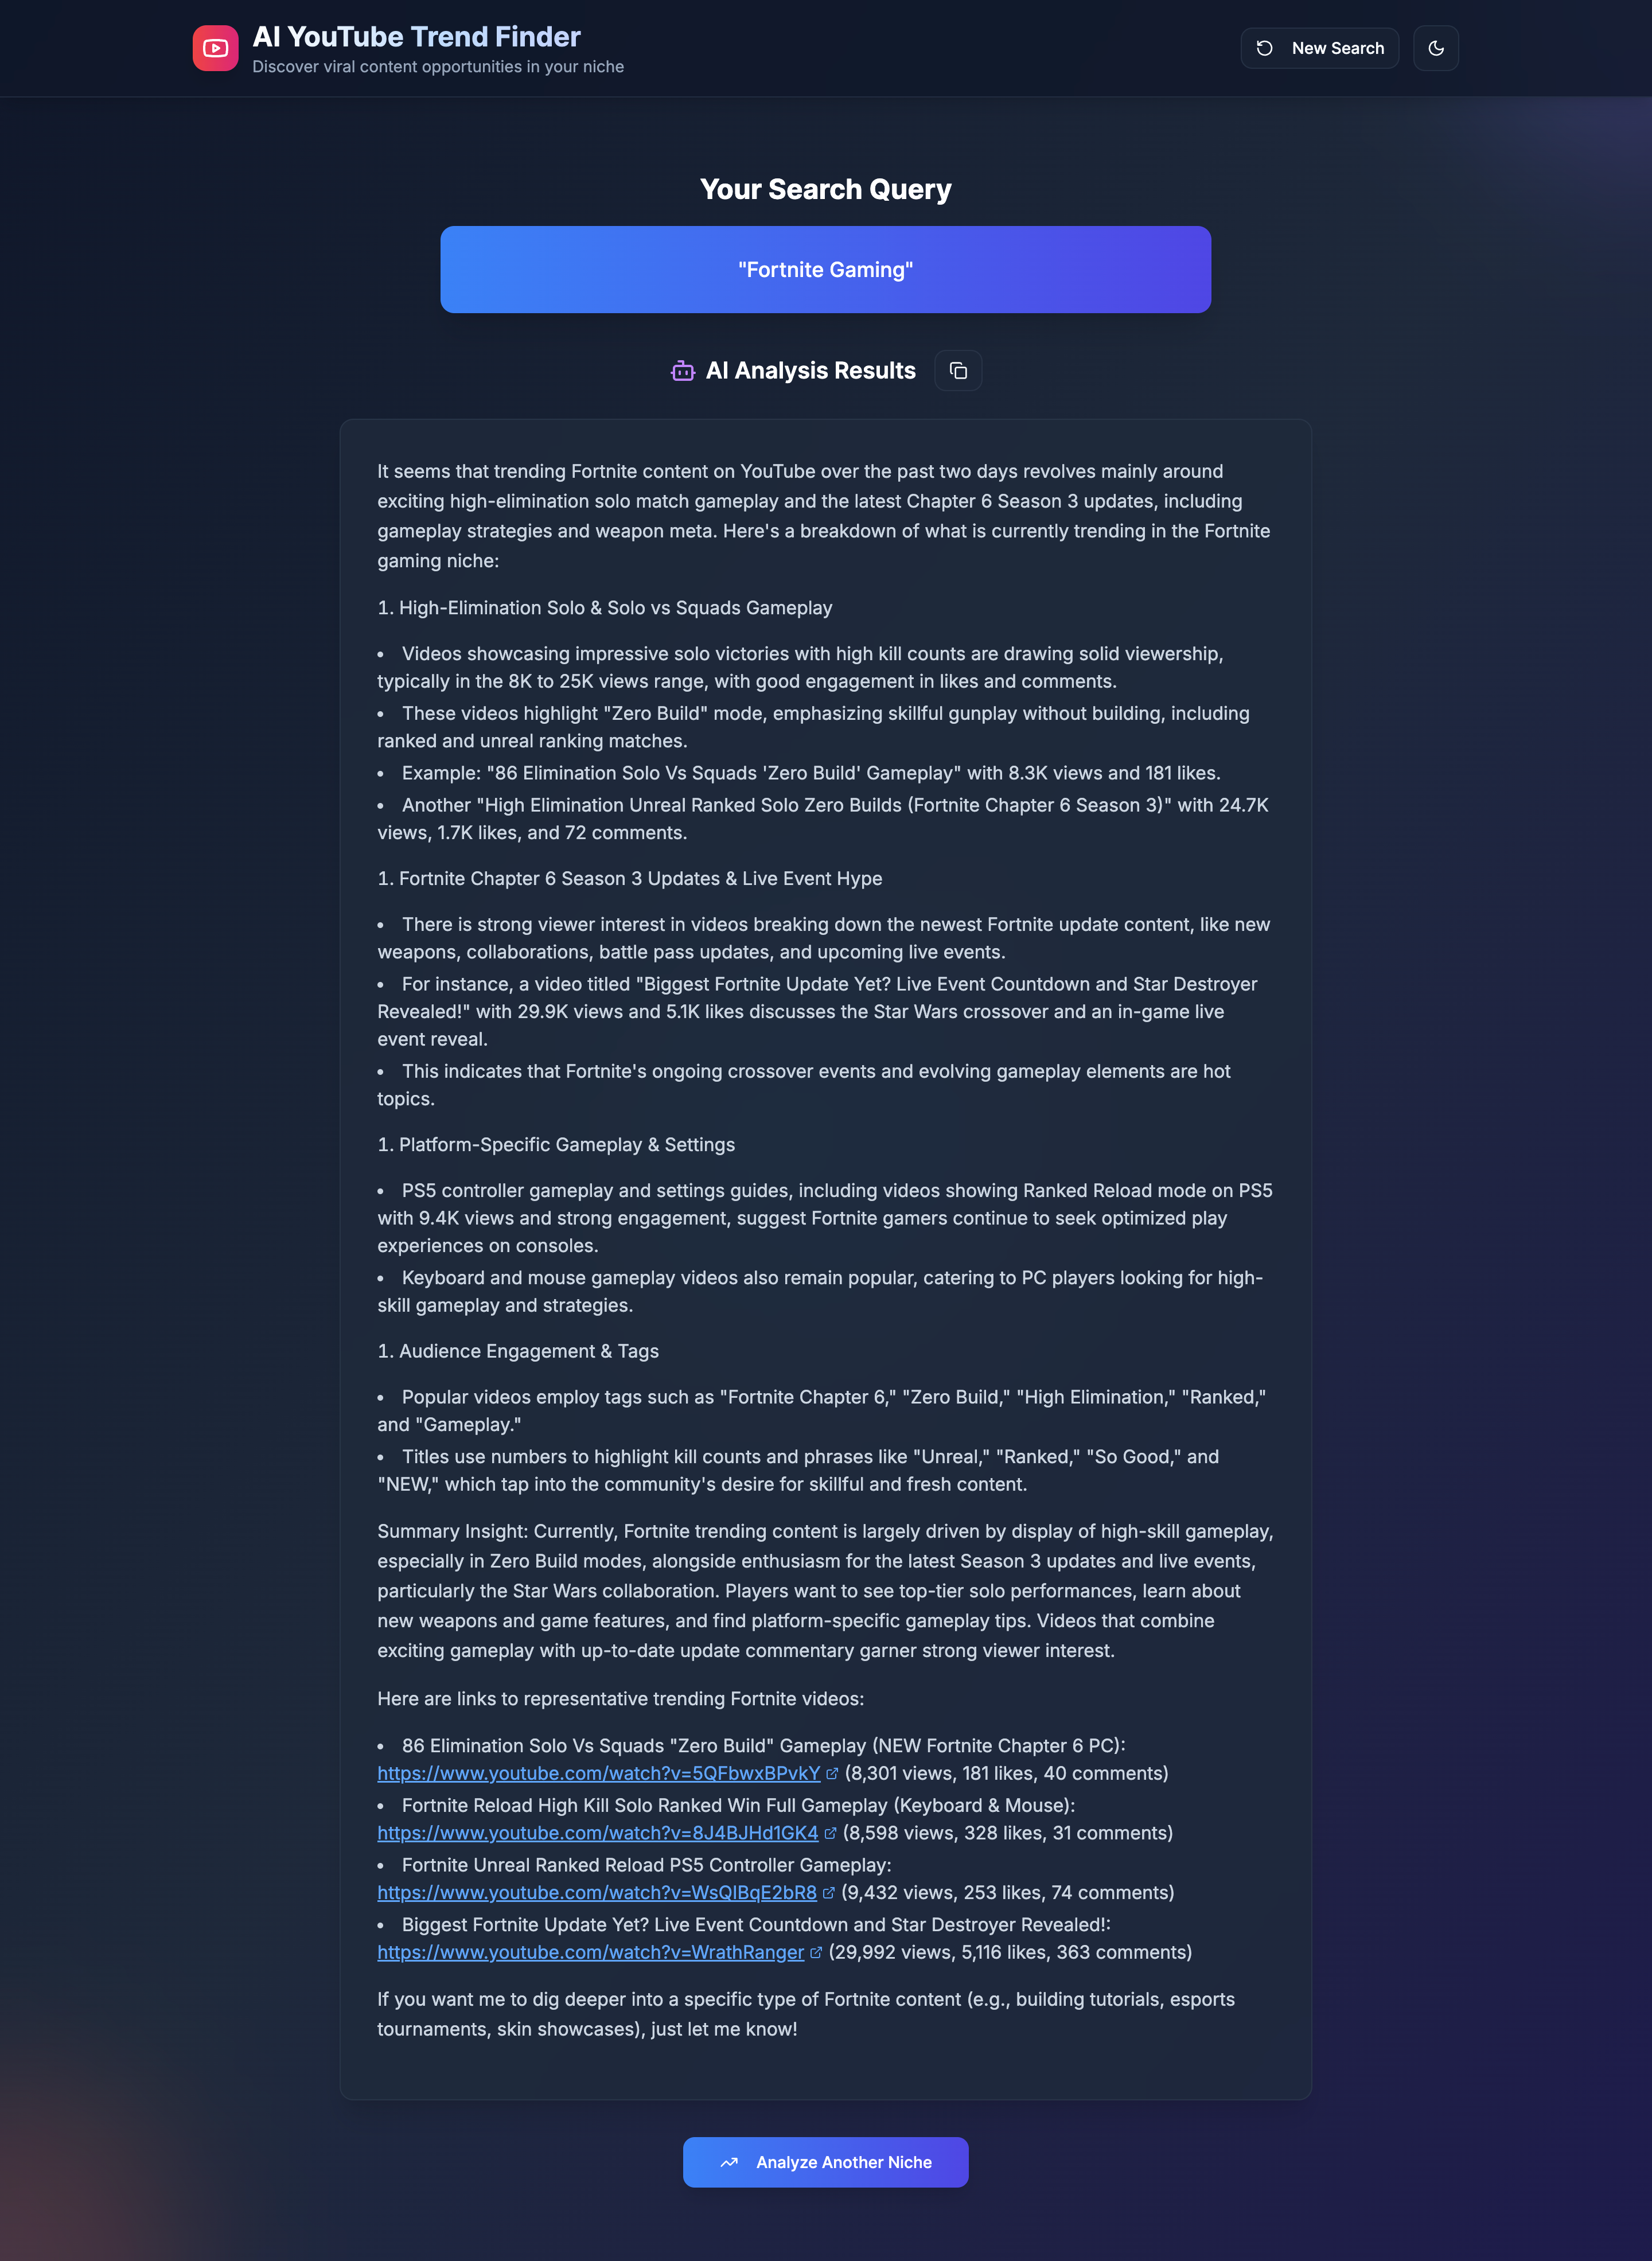 AI YouTube Trend Finder
Discover viral content opportunities in your niche
New Search
Your Search Query
"Fortnite Gaming"
AI Analysis Results
It seems that trending Fortnite content on YouTube over the past two days revolves mainly around
exciting high-elimination solo match gameplay and the latest Chapter 6 Season 3 updates, including
gameplay strategies and weapon meta. Here's a breakdown of what is currently trending in the Fortnite
gaming niche:
1. High-Elimination Solo & Solo vs Squads Gameplay
• Videos showcasing impressive solo victories with high kill counts are drawing solid viewership,
typically in the 8K to 25K views range, with good engagement in likes and comments.
• These videos highlight "Zero Build" mode, emphasizing skillful gunplay without building, including
ranked and unreal ranking matches.
• Example: "86 Elimination Solo Vs Squads 'Zero Build' Gameplay" with 8.3K views and 181 likes.
• Another "High Elimination Unreal Ranked Solo Zero Builds (Fortnite Chapter 6 Season 3)" with 24.7K
views, 1.7K likes, and 72 comments.
1. Fortnite Chapter 6 Season 3 Updates & Live Event Hype
• There is strong viewer interest in videos breaking down the newest Fortnite update content, like new
weapons, collaborations, battle pass updates, and upcoming live events.
• For instance, a video titled "Biggest Fortnite Update Yet? Live Event Countdown and Star Destroyer
Revealed!" with 29.9K views and 5.1K likes discusses the Star Wars crossover and an in-game live
event reveal.
• This indicates that Fortnite's ongoing crossover events and evolving gameplay elements are hot
topics.
1. Platform-Specific Gameplay & Settings
• PS5 controller gameplay and settings guides, including videos showing Ranked Reload mode on PS5
with 9.4K views and strong engagement, suggest Fortnite gamers continue to seek optimized play
experiences on consoles.
• Keyboard and mouse gameplay videos also remain popular, catering to PC players looking for high-
skill gameplay and strategies.
1. Audience Engagement & Tags
• Popular videos employ tags such as "Fortnite Chapter 6," "Zero Build," "High Elimination," "Ranked,"
and "Gameplay."
• Titles use numbers to highlight kill counts and phrases like "Unreal," "Ranked," "So Good," and
"NEW," which tap into the community's desire for skillful and fresh content.
Summary Insight: Currently, Fortnite trending content is largely driven by display of high-skill gameplay,
especially in Zero Build modes, alongside enthusiasm for the latest Season 3 updates and live events,
particularly the Star Wars collaboration. Players want to see top-tier solo performances, learn about
new weapons and game features, and find platform-specific gameplay tips. Videos that combine
exciting gameplay with up-to-date update commentary garner strong viewer interest.
Here are links to representative trending Fortnite videos:
• 86 Elimination Solo Vs Squads "Zero Build" Gameplay (NEW Fortnite Chapter 6 PC):
https://www.youtube.com/watch?v=5QFbwxBPvkY (8,301 views, 181 likes, 40 comments)
• Fortnite Reload High Kill Solo Ranked Win Full Gameplay (Keyboard & Mouse):
https://www.youtube.com/watch?v=8J4BJHd1GK4 (8,598 views, 328 likes, 31 comments)
• Fortnite Unreal Ranked Reload PS5 Controller Gameplay:
https://www.youtube.com/watch?v=WsQIBqE2bR8 (9,432 views, 253 likes, 74 comments)
• Biggest Fortnite Update Yet? Live Event Countdown and Star Destroyer Revealed!:
https://www.youtube.com/watch?v=WrathRanger (29,992 views, 5,116 likes, 363 comments)
If you want me to dig deeper into a specific type of Fortnite content (e.g., building tutorials, esports
tournaments, skin showcases), just let me know!
Analyze Another Niche